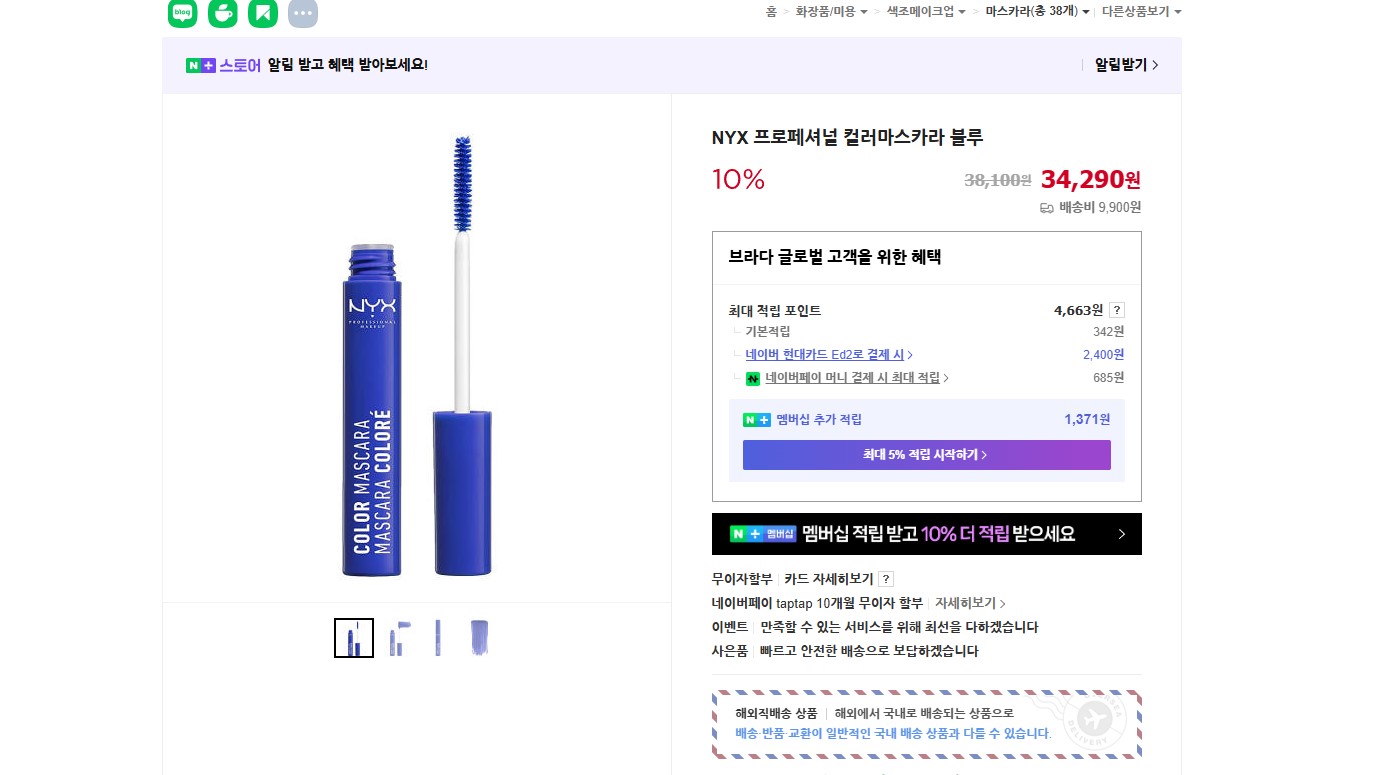 blog
홈 > 화장품/미용 > 색조메이크업 > 마스카라(총 38개) 다른상품보기
N+ 스토어 알림 받고 혜택 받아보세요!
알림받기 >
NYX 프로페셔널 컬러마스카라 블루
10% 38,100원 34,290원
배송비 9,900원
브라다 글로벌 고객을 위한 혜택
최대 적립 포인트 4,663원 ?
기본적립 342원
네이버 현대카드 Ed2로 결제 시 > 2,400원
네이버페이 머니 결제 시 최대 적립 > 685원
N+ 멤버십 추가 적립 1,371원
최대 5% 적립 시작하기 >
N+ 멤버십 멤버십 적립 받고 10% 더 적립 받으세요 >
무이자할부 카드 자세히보기 ?
네이버페이 taptap 10개월 무이자 할부 자세히보기 >
이벤트 만족할 수 있는 서비스를 위해 최선을 다하겠습니다
사은품 빠르고 안전한 배송으로 보답하겠습니다
해외직배송 상품 해외에서 국내로 배송되는 상품으로
배송·반품·교환이 일반적인 국내 배송 상품과 다를 수 있습니다.
DELIVERY
NYX
PROFESSIONAL
MAKEUP
COLOR MASCARA
MASCARA COLORÉ